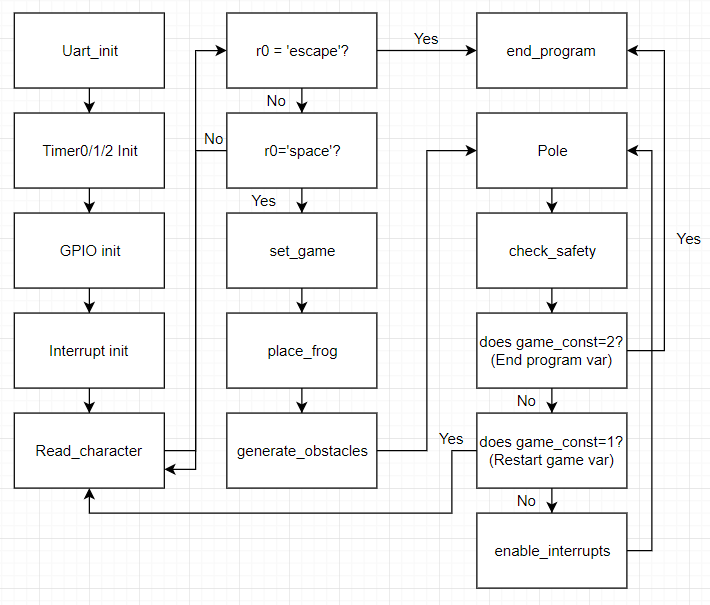 Uart_init
Timer0/1/2 Init
GPIO init
Interrupt init
Read_character
r0 = 'escape'?
Yes
No
r0='space'?
No
Yes
set_game
place_frog
generate_obstacles
end_program
Pole
check_safety
does game_const=2?
(End program var)
Yes
No
does game_const=1?
(Restart game var)
Yes
No
enable_interrupts